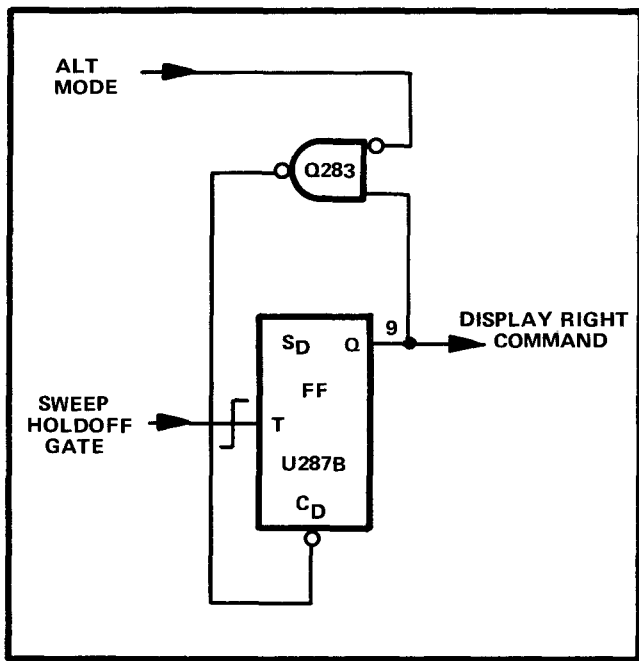 ALT
MODE
Q283
SD Q
9
DISPLAY RIGHT
COMMAND
FF
SWEEP
HOLDOFF
GATE
T
U287B
CD